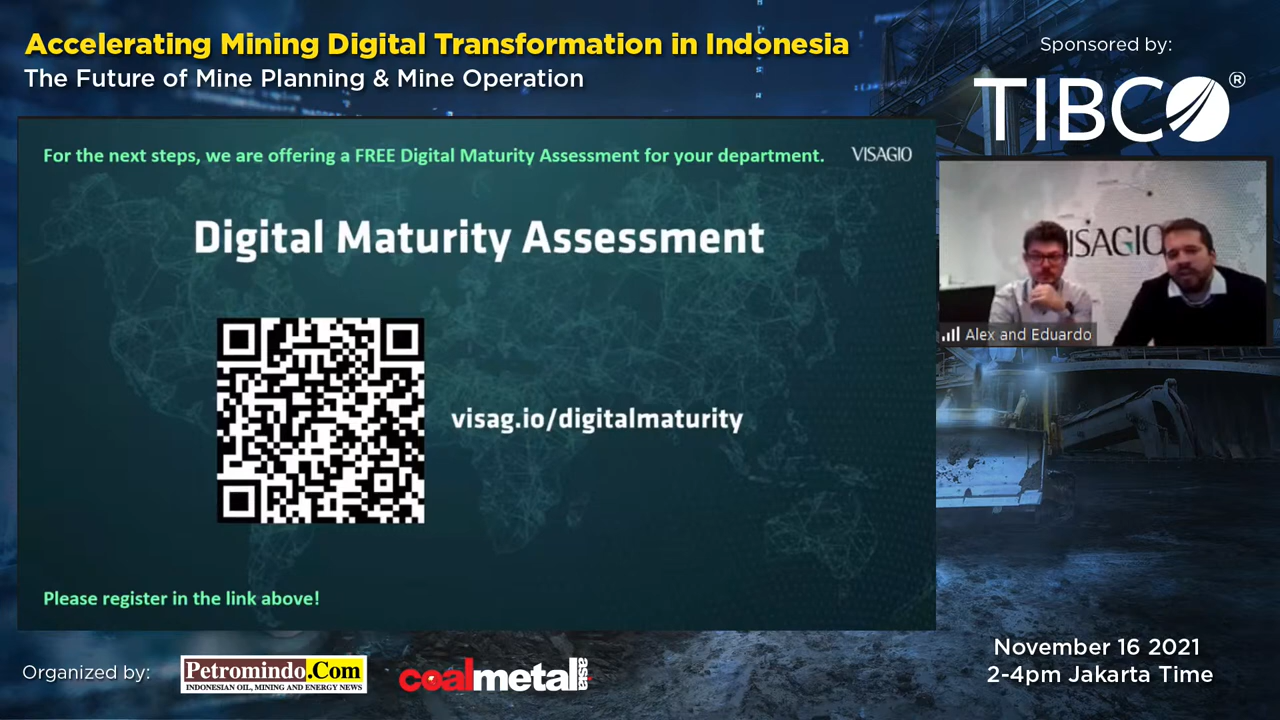 Accelerating Mining Digital Transformation in Indonesia
The Future of Mine Planning & Mine Operation
Sponsored by:
TIBCO®
For the next steps, we are offering a FREE Digital Maturity Assessment for your department.
VISAGIO
Digital Maturity Assessment
visag.io/digitalmaturity
Please register in the link above!
VISAGIO
Alex and Eduardo
Organized by:
Petromindo.Com
INDONESIAN OIL, MINING AND ENERGY NEWS
coalmetal asia
November 16 2021
2-4pm Jakarta Time